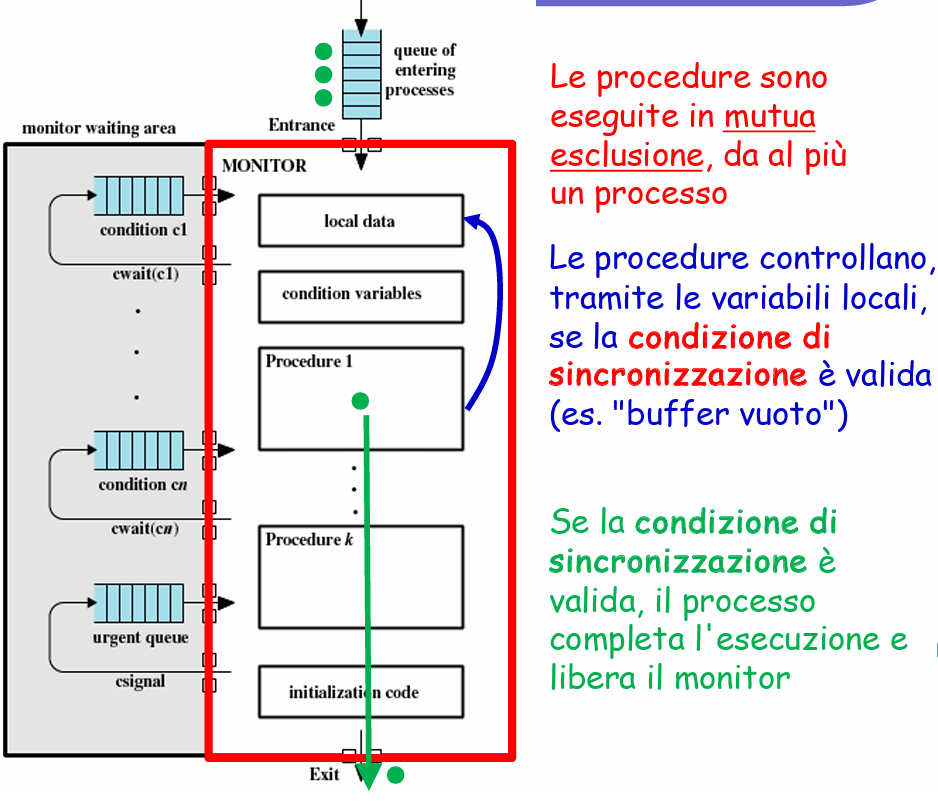 queue of
entering
processes
Entrance
monitor waiting area
MONITOR
condition c1
cwait(c1)
local data
condition variables
Procedure 1
condition cn
cwait(cn)
Procedure k
urgent queue
csignal
initialization code
Exit
Le procedure sono
eseguite in mutua
esclusione, da al più
un processo
Le procedure controllano,
tramite le variabili locali,
se la condizione di
sincronizzazione è valida
(es. "buffer vuoto")
Se la condizione di
sincronizzazione è
valida, il processo
completa l'esecuzione e
libera il monitor